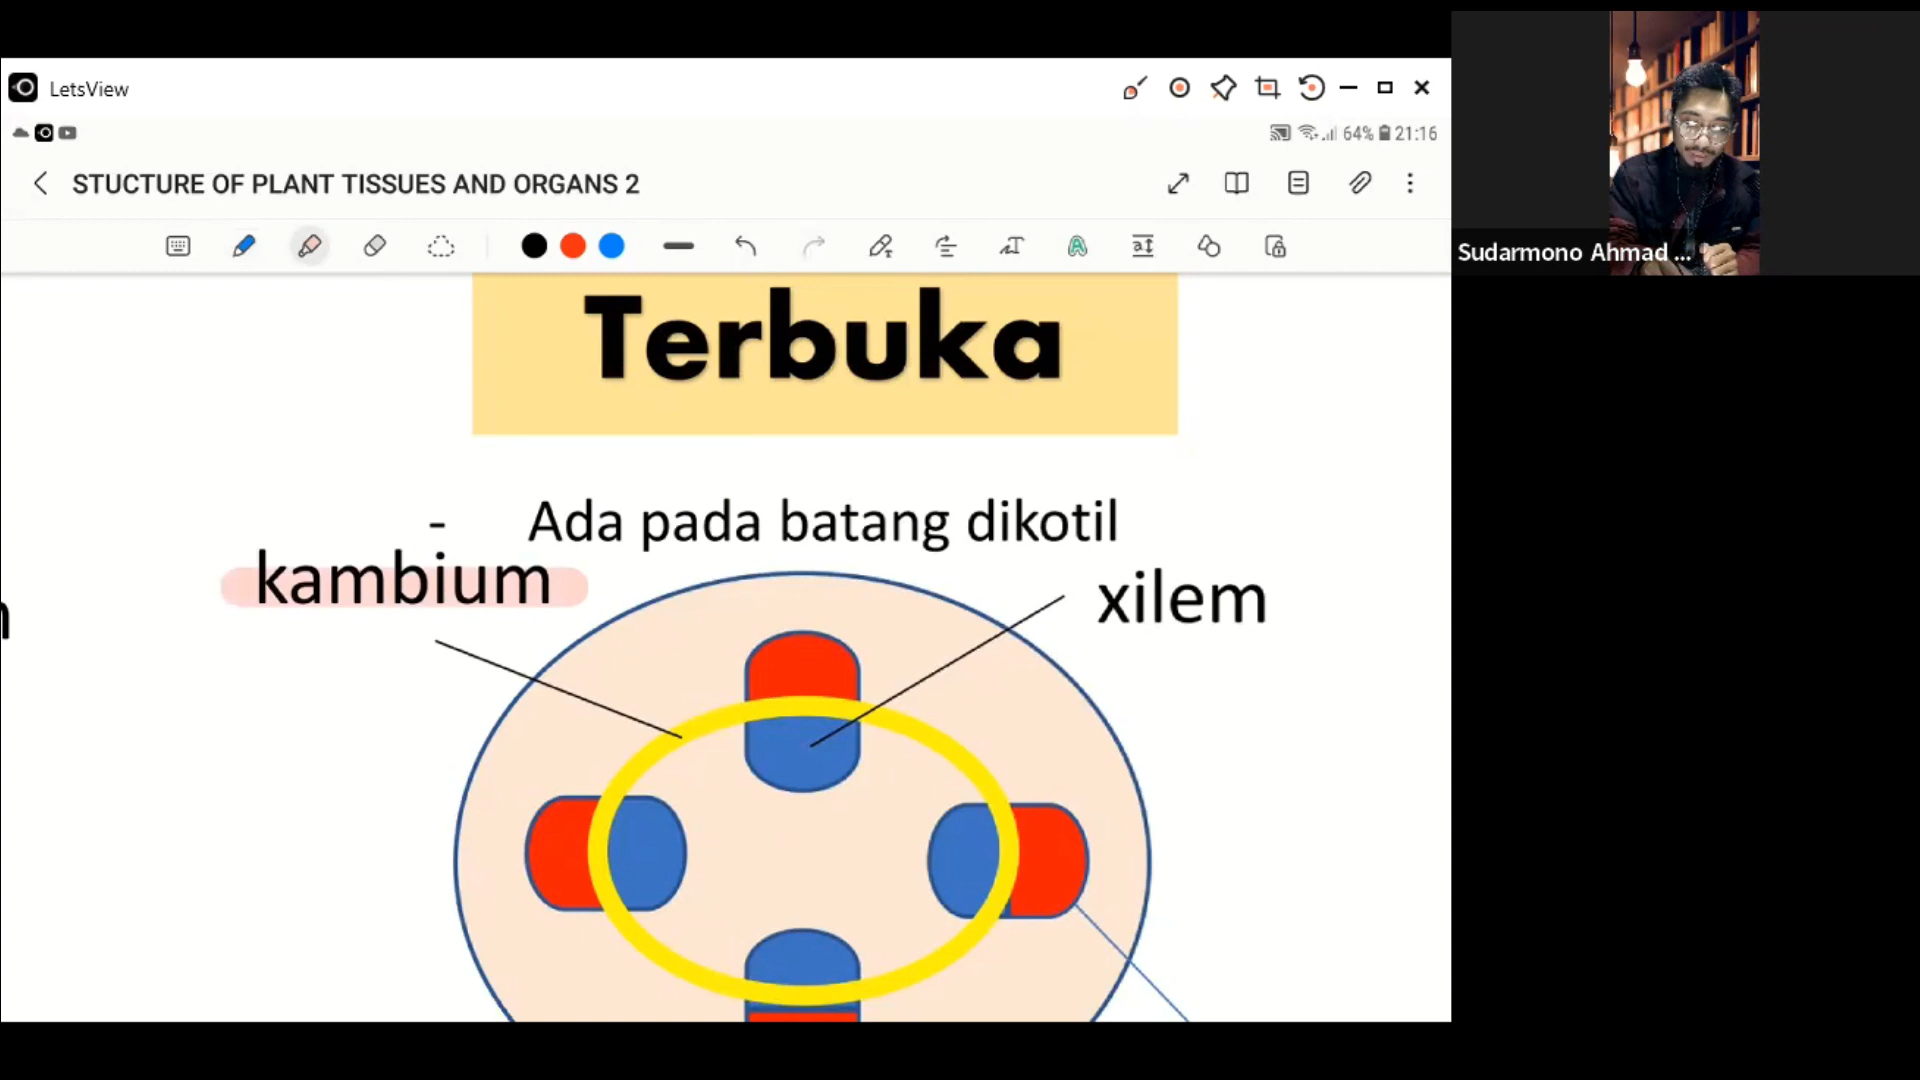 LetsView
64% 21:16
STUCTURE OF PLANT TISSUES AND ORGANS 2
Terbuka
- Ada pada batang dikotil
kambium
xilem
Sudarmono Ahmad ...